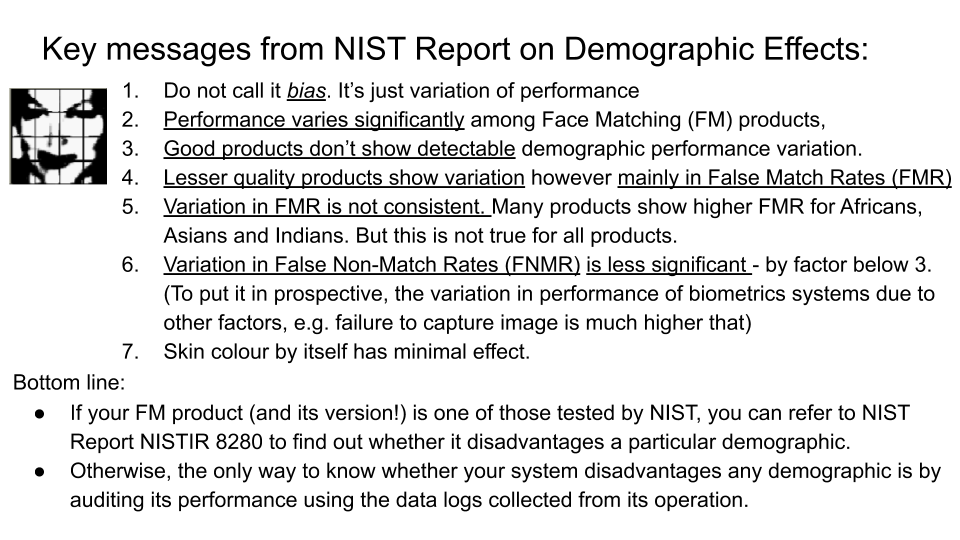 Key messages from NIST Report on Demographic Effects:
1. Do not call it bias. It’s just variation of performance
2. Performance varies significantly among Face Matching (FM) products,
3. Good products don’t show detectable demographic performance variation.
4. Lesser quality products show variation however mainly in False Match Rates (FMR)
5. Variation in FMR is not consistent. Many products show higher FMR for Africans,
Asians and Indians. But this is not true for all products.
6. Variation in False Non-Match Rates (FNMR) is less significant - by factor below 3.
(To put it in prospective, the variation in performance of biometrics systems due to
other factors, e.g. failure to capture image is much higher that)
7. Skin colour by itself has minimal effect.
Bottom line:
● If your FM product (and its version!) is one of those tested by NIST, you can refer to NIST
Report NISTIR 8280 to find out whether it disadvantages a particular demographic.
● Otherwise, the only way to know whether your system disadvantages any demographic is by
auditing its performance using the data logs collected from its operation.